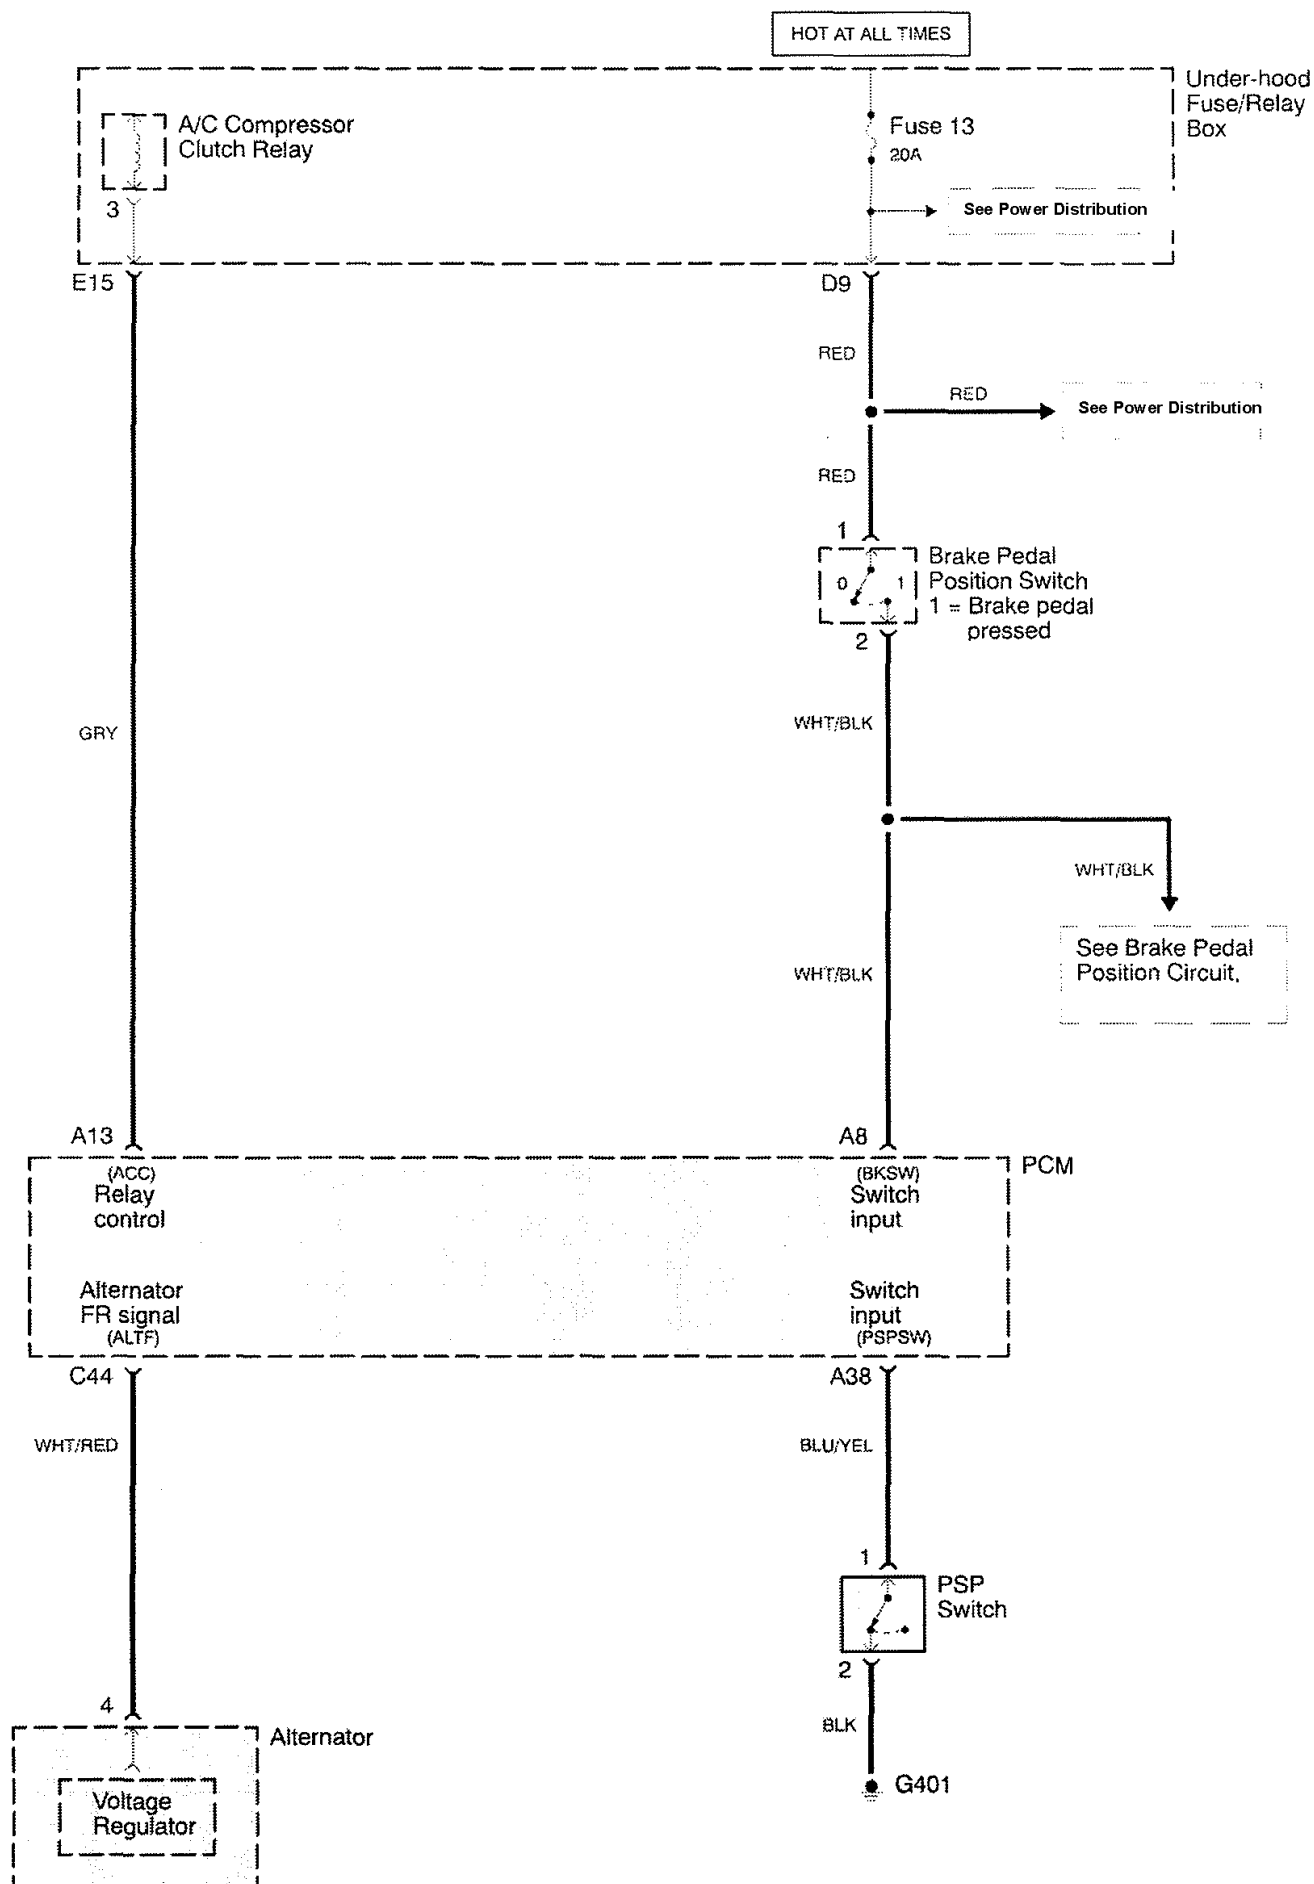 HOT AT ALL TIMES
Under-hood
Fuse/Relay
Box
A/C Compressor
Clutch Relay
3
Fuse 13
20A
See Power Distribution
E15
D9
RED
RED
See Power Distribution
RED
1
0
1
Brake Pedal
Position Switch
1 = Brake pedal
pressed
2
GRY
WHT/BLK
WHT/BLK
See Brake Pedal
Position Circuit,
WHT/BLK
A13
A8
PCM
(ACC)
Relay
control
(BKSW)
Switch
input
Alternator
FR signal
(ALTF)
Switch
input
(PSPSW)
C44
A38
WHT/RED
BLU/YEL
1
PSP
Switch
2
4
BLK
Alternator
G401
Voltage
Regulator